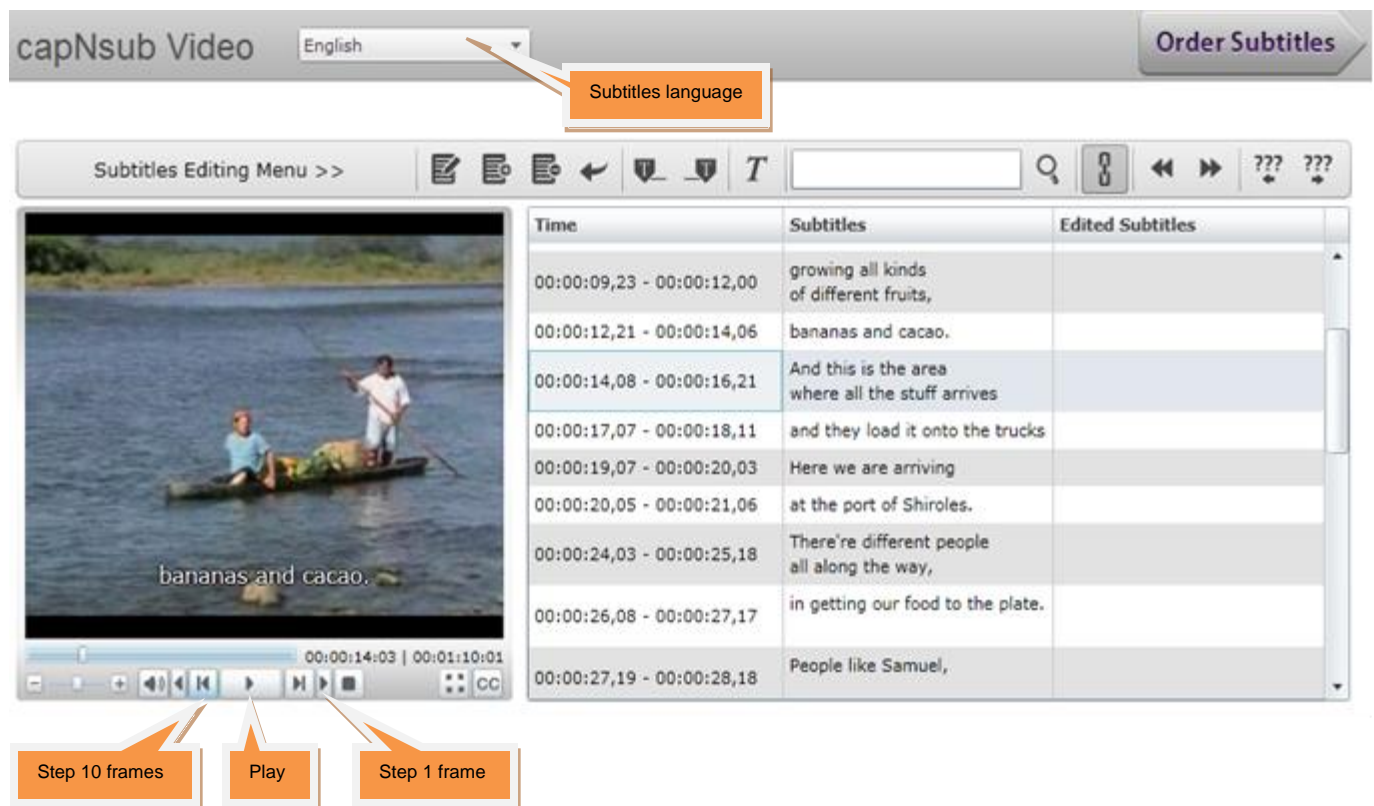 capNsub Video
English
Order Subtitles
Subtitles language
Subtitles Editing Menu >>
T
T
T
???
???
Time
Subtitles
Edited Subtitles
00:00:09,23 - 00:00:12,00
growing all kinds
of different fruits,
00:00:12,21 - 00:00:14,06
bananas and cacao.
00:00:14,08 - 00:00:16,21
And this is the area
where all the stuff arrives
00:00:17,07 - 00:00:18,11
and they load it onto the trucks
00:00:19,07 - 00:00:20,03
Here we are arriving
00:00:20,05 - 00:00:21,06
at the port of Shiroles.
00:00:24,03 - 00:00:25,18
There're different people
all along the way,
00:00:26,08 - 00:00:27,17
in getting our food to the plate.
00:00:27,19 - 00:00:28,18
People like Samuel,
bananas and cacao.
00:00:14:03 | 00:01:10:01
CC
Step 10 frames
Play
Step 1 frame